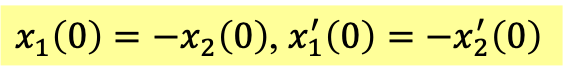 x₁(0) = −x₂(0), x₁′(0) = −x₂′(0)